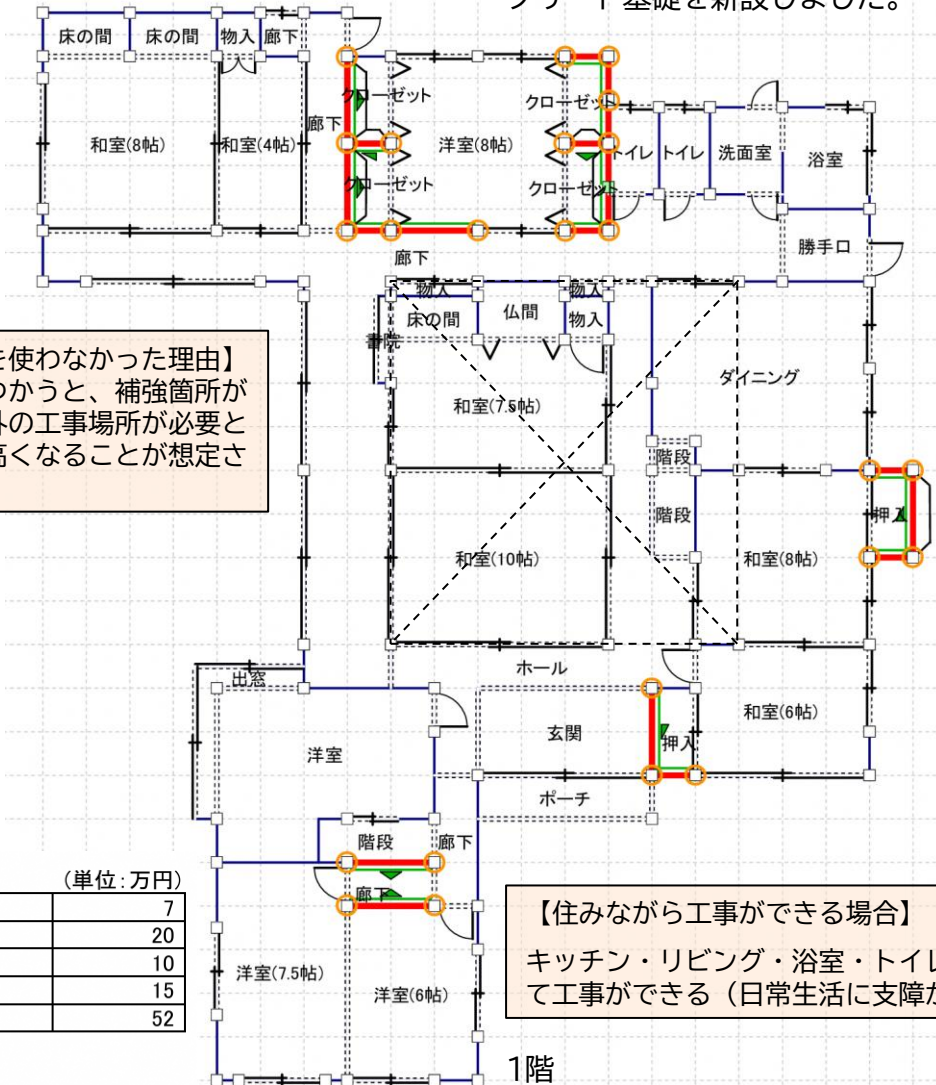 クリート基礎を新設しました。
床の間
床の間
物入
廊下
和室(8帖)
和室(4帖)
廊下
クローゼット
クローゼット
洋室(8帖)
クローゼット
クローゼット
トイレ
トイレ
洗面室
浴室
勝手口
廊下
物入
床の間
仏間
物入
物入
書院
ダイニング
和室(7.5帖)
階段
階段
和室(10帖)
和室(8帖)
押入
を使わなかった理由】
つかうと、補強箇所が
外の工事場所が必要と
高くなることが想定さ
ホール
出窓
洋室
玄関
押入
和室(6帖)
ポーチ
階段
廊下
廊下
洋室(7.5帖)
洋室(6帖)
(単位:万円)
7
20
10
15
52
【住みながら工事ができる場合】
キッチン・リビング・浴室・トイレ
て工事ができる（日常生活に支障が
1階